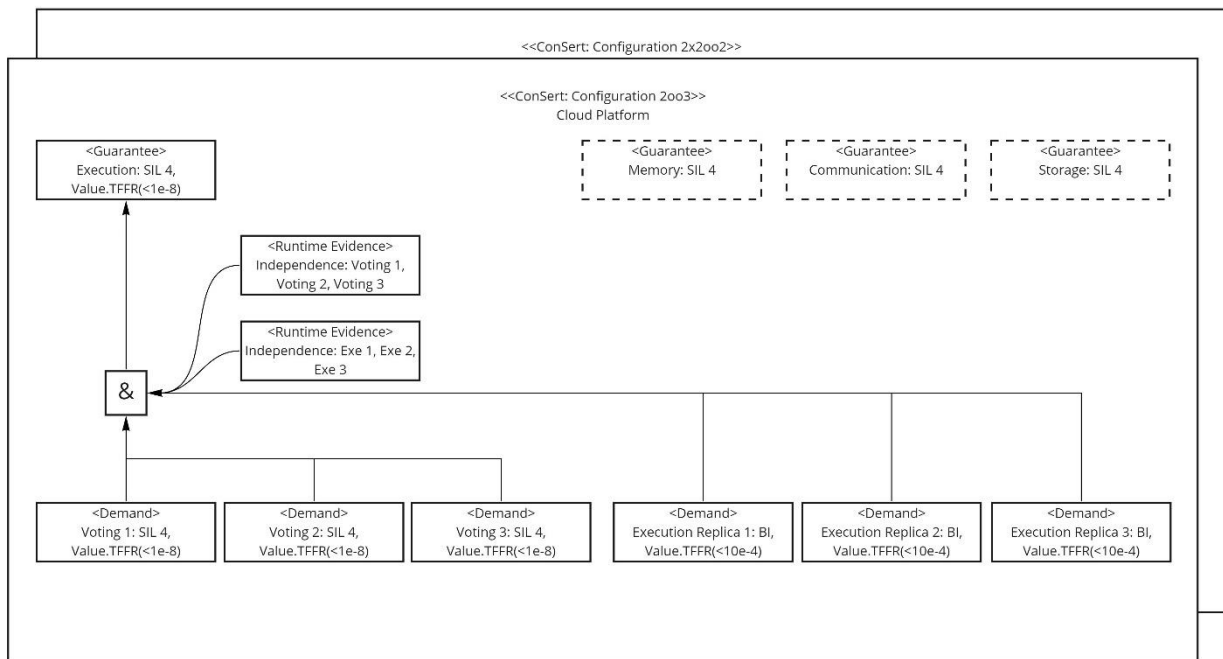 <<ConSert: Configuration 2x2oo2>>
<<ConSert: Configuration 2oo3>>
Cloud Platform
<Guarantee>
Execution: SIL 4,
Value.TFFR(<1e-8)
<Guarantee>
Memory: SIL 4
<Guarantee>
Communication: SIL 4
<Guarantee>
Storage: SIL 4
<Runtime Evidence>
Independence: Voting 1,
Voting 2, Voting 3
<Runtime Evidence>
Independence: Exe 1, Exe 2,
Exe 3
&
<Demand>
Voting 1: SIL 4,
Value.TFFR(<1e-8)
<Demand>
Voting 2: SIL 4,
Value.TFFR(<1e-8)
<Demand>
Voting 3: SIL 4,
Value.TFFR(<1e-8)
<Demand>
Execution Replica 1: BI,
Value.TFFR(<10e-4)
<Demand>
Execution Replica 2: BI,
Value.TFFR(<10e-4)
<Demand>
Execution Replica 3: BI,
Value.TFFR(<10e-4)